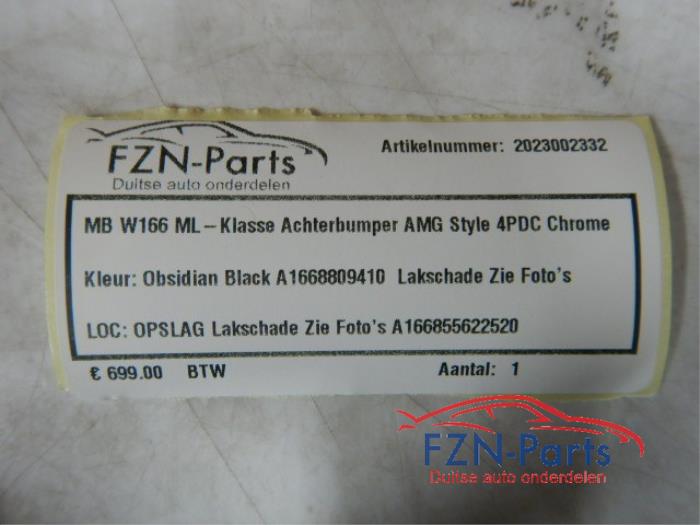 FZN-Parts
Duitse auto onderdelen
Artikelnummer: 2023002332
MB W166 ML-Klasse Achterbumper AMG Style 4PDC Chrome
Kleur: Obsidian Black A1668809410 Lakschade Zie Foto's
LOC: OPSLAG Lakschade Zie Foto's A166855622520
€ 699.00 BTW Aantal: 1
FZN-Parts
Duitse auto onderdelen